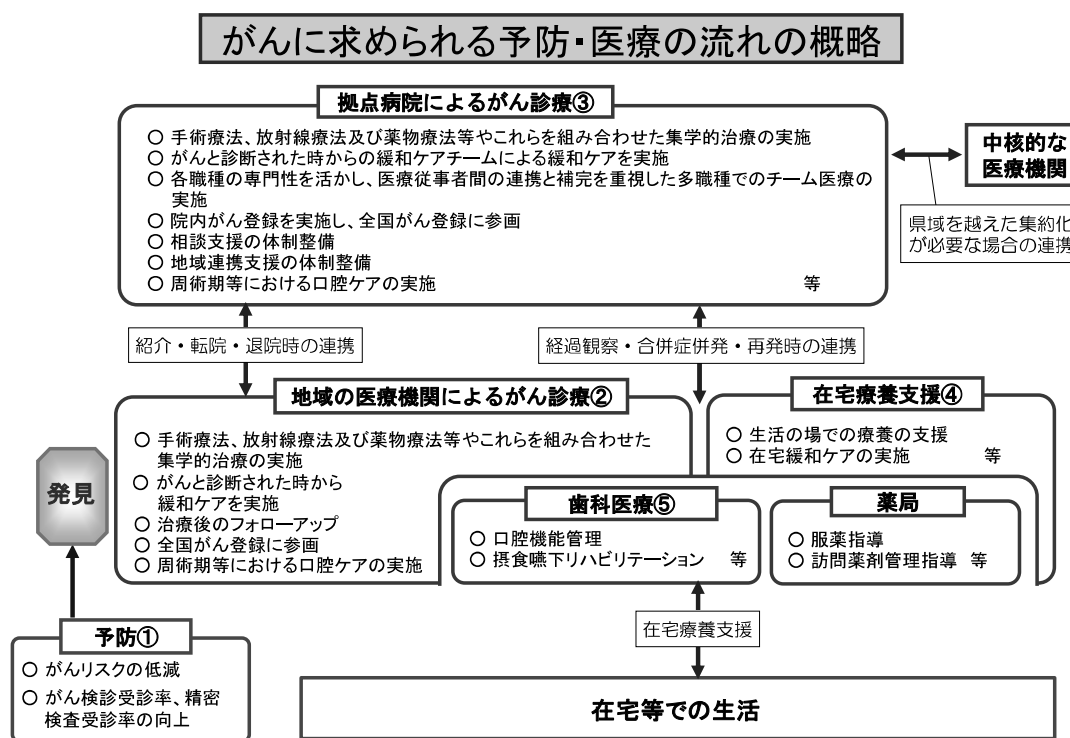 がんに求められる予防・医療の流れの概略
拠点病院によるがん診療③
○ 手術療法、放射線療法及び薬物療法等やこれらを組み合わせた集学的治療の実施
○ がんと診断された時からの緩和ケアチームによる緩和ケアを実施
○ 各職種の専門性を活かし、医療従事者間の連携と補完を重視した多職種でのチーム医療の
実施
○ 院内がん登録を実施し、全国がん登録に参画
○ 相談支援の体制整備
○ 地域連携支援の体制整備
○ 周術期等における口腔ケアの実施 等
中核的な
医療機関
県域を越えた集約化
が必要な場合の連携
紹介・転院・退院時の連携
経過観察・合併症併発・再発時の連携
地域の医療機関によるがん診療②
○ 手術療法、放射線療法及び薬物療法等やこれらを組み合わせた
集学的治療の実施
○ がんと診断された時から
緩和ケアを実施
○ 治療後のフォローアップ
○ 全国がん登録に参画
○ 周術期等における口腔ケアの実施
在宅療養支援④
○ 生活の場での療養の支援
○ 在宅緩和ケアの実施 等
歯科医療⑤
○ 口腔機能管理
○ 摂食嚥下リハビリテーション 等
薬局
○ 服薬指導
○ 訪問薬剤管理指導 等
発見
予防①
○ がんリスクの低減
○ がん検診受診率、精密
検査受診率の向上
在宅療養支援
在宅等での生活